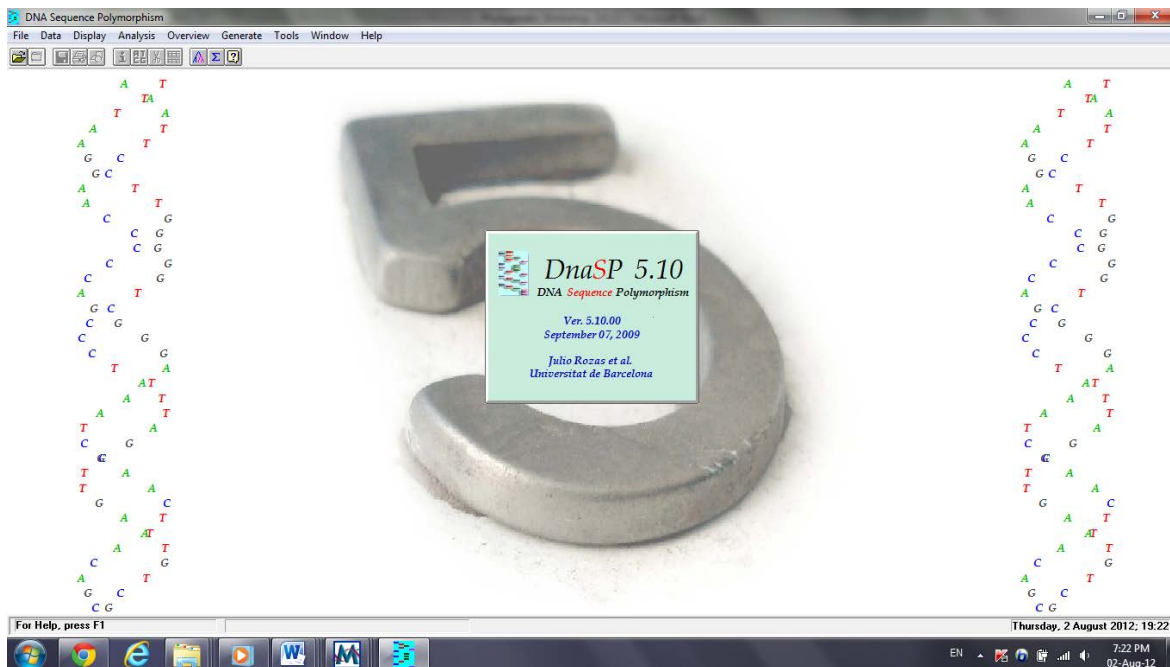 DNA Sequence Polymorphism
File Data Display Analysis Overview Generate Tools Window Help
DnaSP 5.10
DNA Sequence Polymorphism
Ver. 5.10.00
September 07, 2009
Julio Rozas et al.
Universitat de Barcelona
A T
T A
T A
A T
A T
G C
G C
A T
A T
C G
C G
C G
C G
C G
A T
G C
C G
C G
C G
T A
A T
A T
A T
T A
C G
G C
T A
T A
G C
A T
A T
A T
C G
A T
G C
C G
For Help, press F1
Thursday, 2 August 2012; 19:22
EN
7:22 PM
02-Aug-12